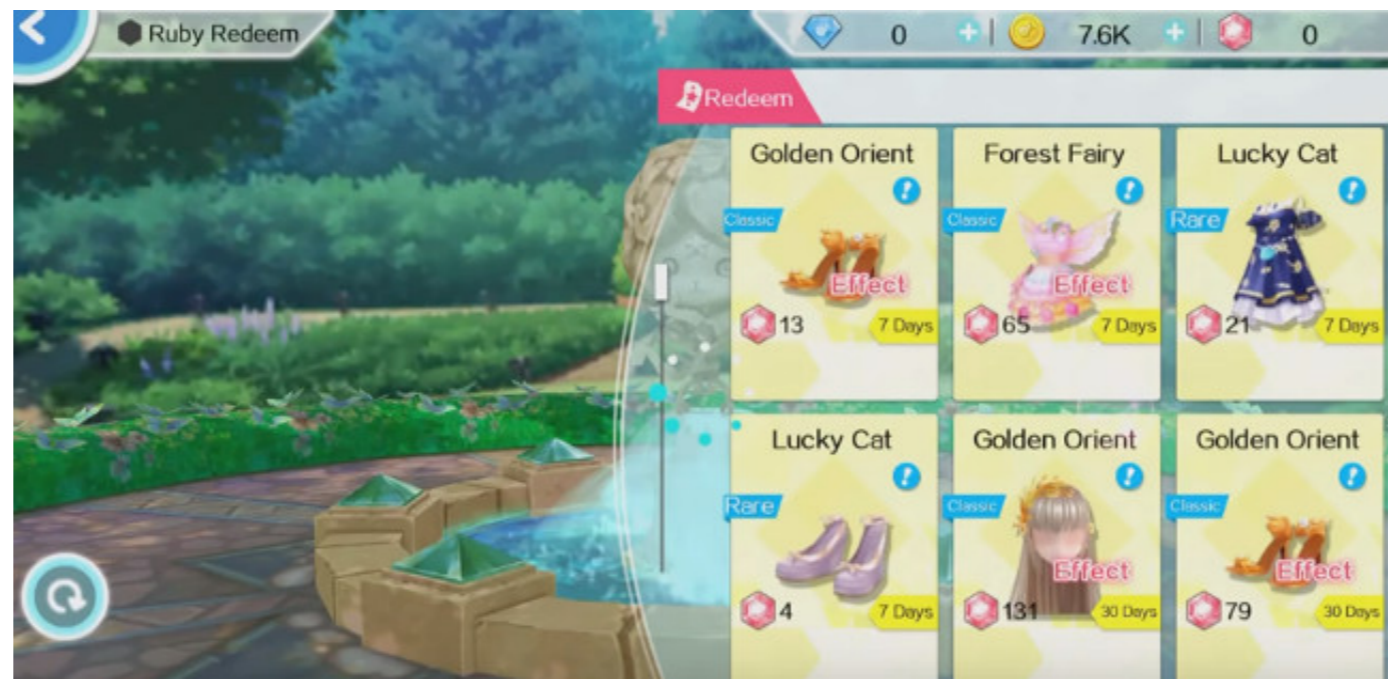 Ruby Redeem
0
7.6K
0
Redeem
Golden Orient
Classic
Effect
13
7 Days
Forest Fairy
Classic
Effect
65
7 Days
Lucky Cat
Rare
21
7 Days
Lucky Cat
Rare
4
7 Days
Golden Orient
Classic
Effect
131
30 Days
Golden Orient
Classic
Effect
79
30 Days